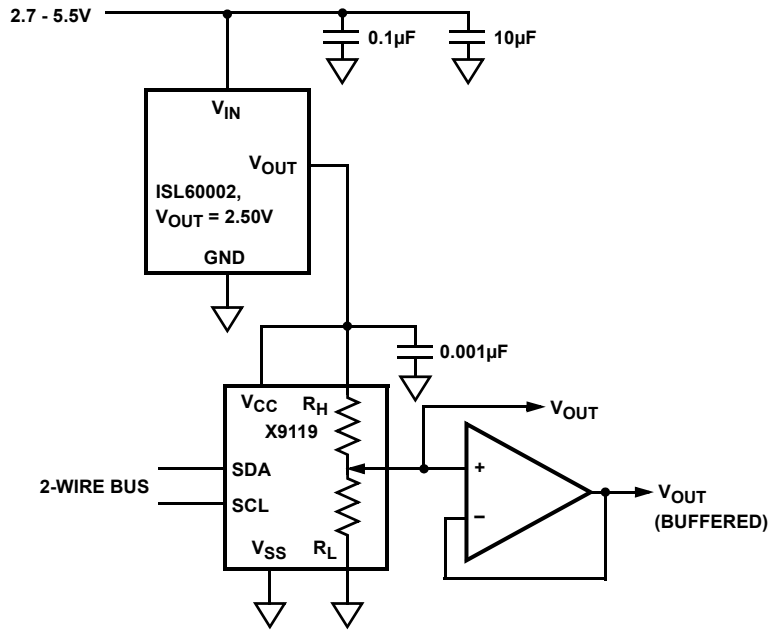 2.7 - 5.5V
0.1µF
10µF
VIN
VOUT
ISL60002,
VOUT = 2.50V
GND
0.001µF
VCC
RH
X9119
VOUT
SDA
+
2-WIRE BUS
SCL
−
VOUT
(BUFFERED)
VSS
RL